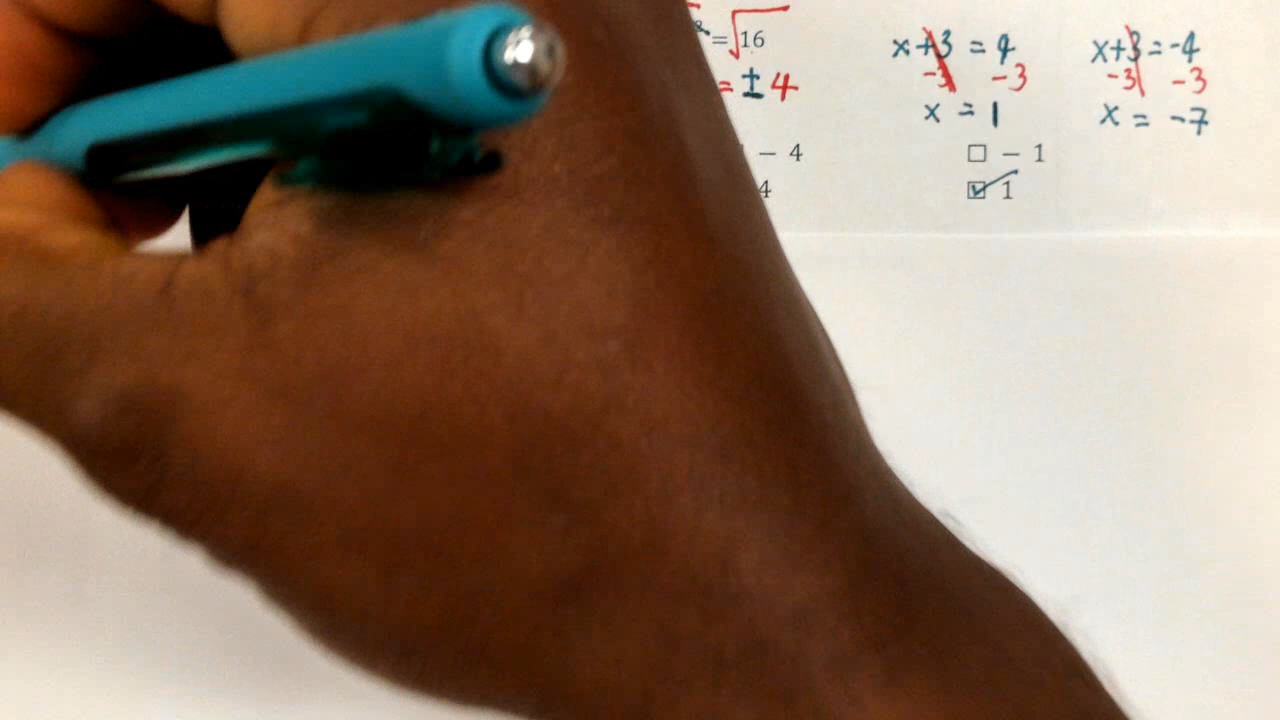 = √16
= ± 4
x + 3 = 4
-3 -3
x = 1
x+3 = -4
-3 -3
x = -7
− 4
4
☐ − 1
☑ 1